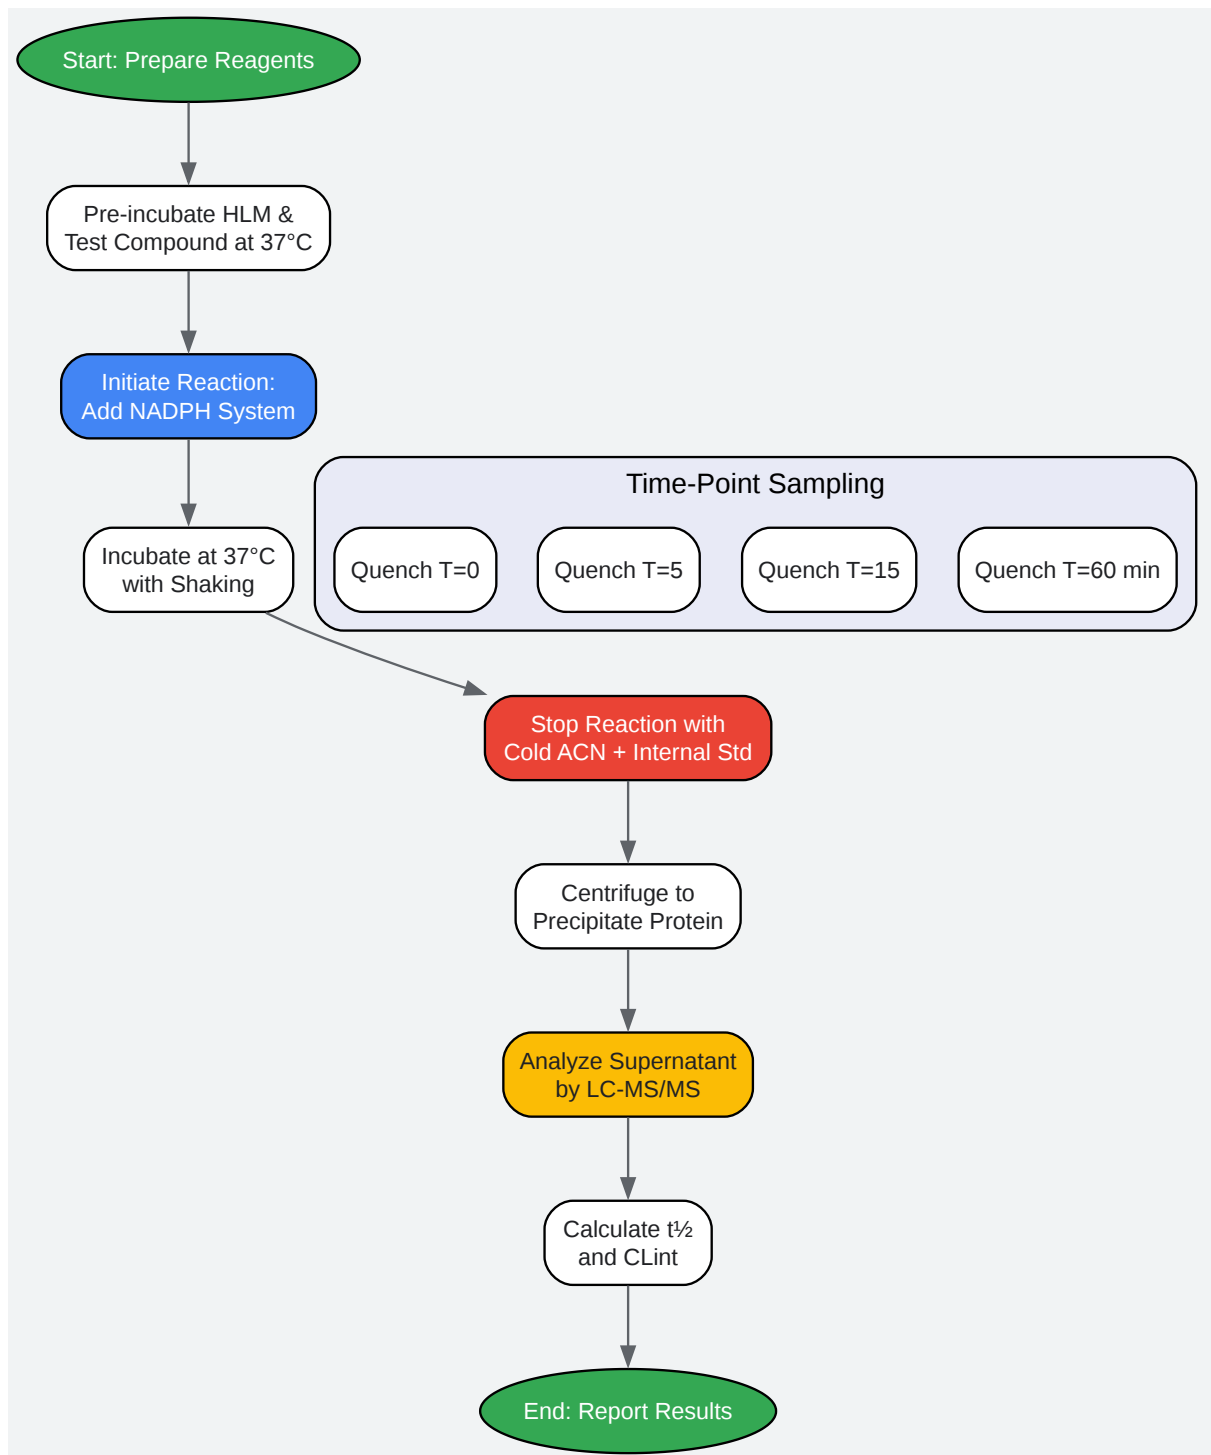 Start: Prepare Reagents
Pre-incubate HLM &
Test Compound at 37°C
Initiate Reaction:
Add NADPH System
Time-Point Sampling
Incubate at 37°C
with Shaking
Quench T=0
Quench T=5
Quench T=15
Quench T=60 min
Stop Reaction with
Cold ACN + Internal Std
Centrifuge to
Precipitate Protein
Analyze Supernatant
by LC-MS/MS
Calculate t½
and CLint
End: Report Results